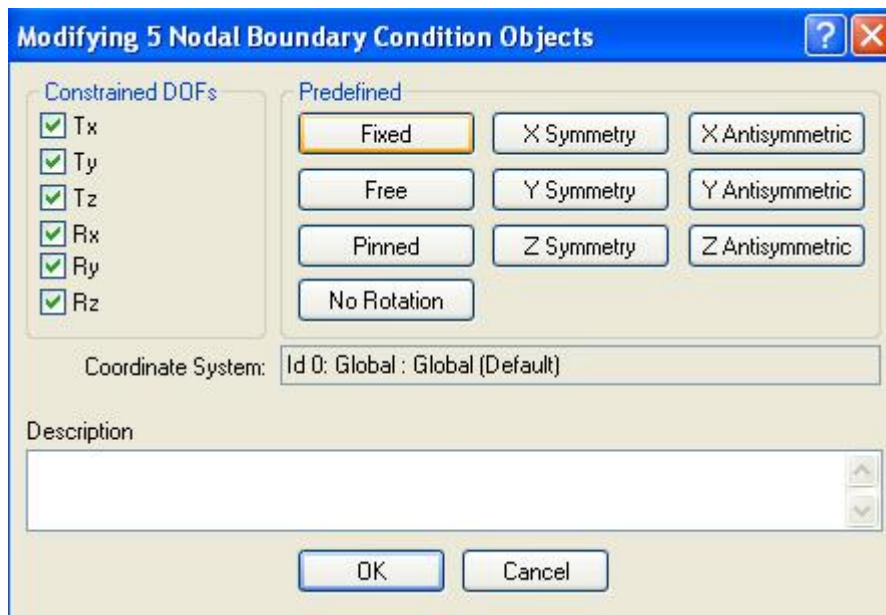 Modifying 5 Nodal Boundary Condition Objects
Constrained DOFs
Tx
Ty
Tz
Rx
Ry
Rz
Predefined
Fixed X Symmetry X Antisymmetric
Free Y Symmetry Y Antisymmetric
Pinned Z Symmetry Z Antisymmetric
No Rotation
Coordinate System: Id 0: Global : Global (Default)
Description
OK Cancel